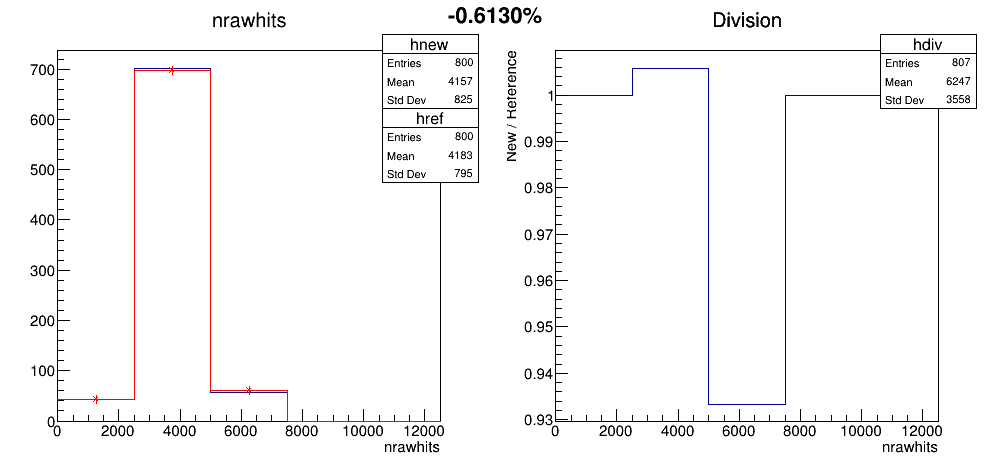 -0.6130%
nrawhits
hnew
Entries 800
Mean 4157
Std Dev 825
href
Entries 800
Mean 4183
Std Dev 795
700
600
500
400
300
200
100
0
0 2000 4000 6000 8000 10000 12000
nrawhits
Division
hdiv
Entries 807
Mean 6247
Std Dev 3558
New / Reference
1
0.99
0.98
0.97
0.96
0.95
0.94
0.93
0 2000 4000 6000 8000 10000 12000
nrawhits